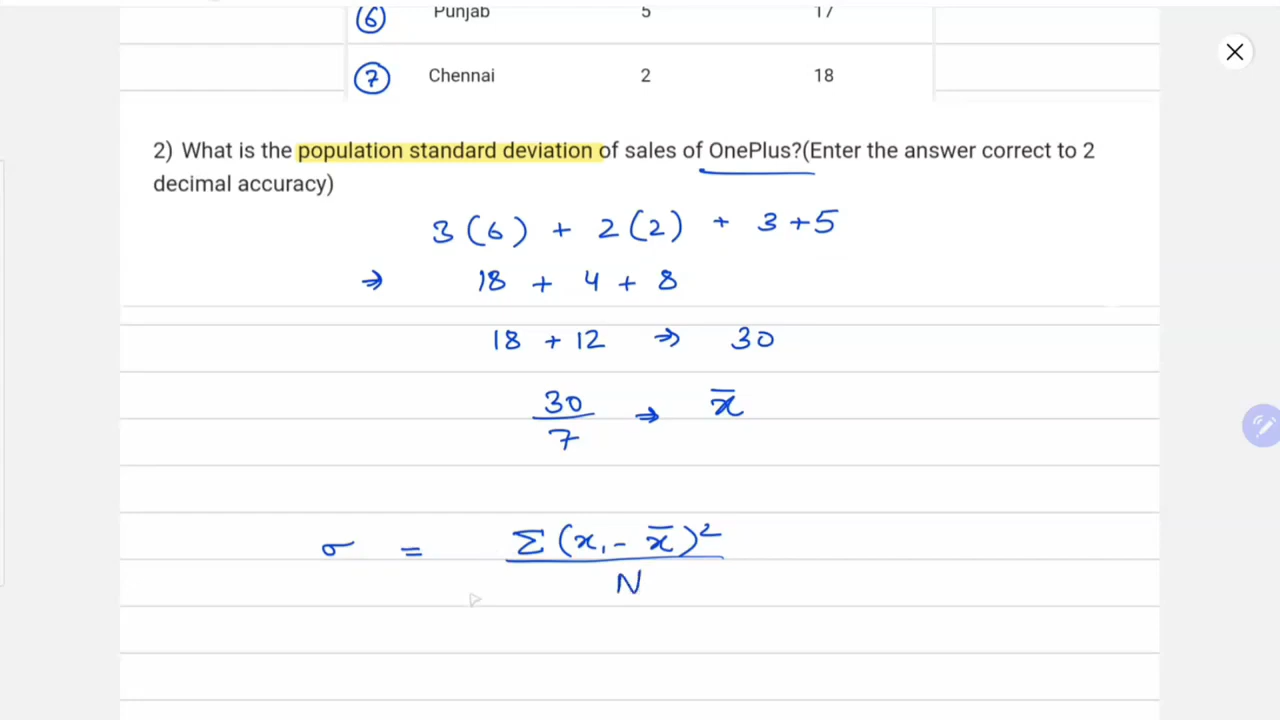 6 Punjab 5 17
7 Chennai 2 18
2) What is the population standard deviation of sales of OnePlus?(Enter the answer correct to 2
decimal accuracy)
3 (6) + 2 (2) + 3 + 5
⇒ 18 + 4 + 8
18 + 12 ⇒ 30
30/7 ⇒ x̄
σ = Σ (x, - x̄)² / N